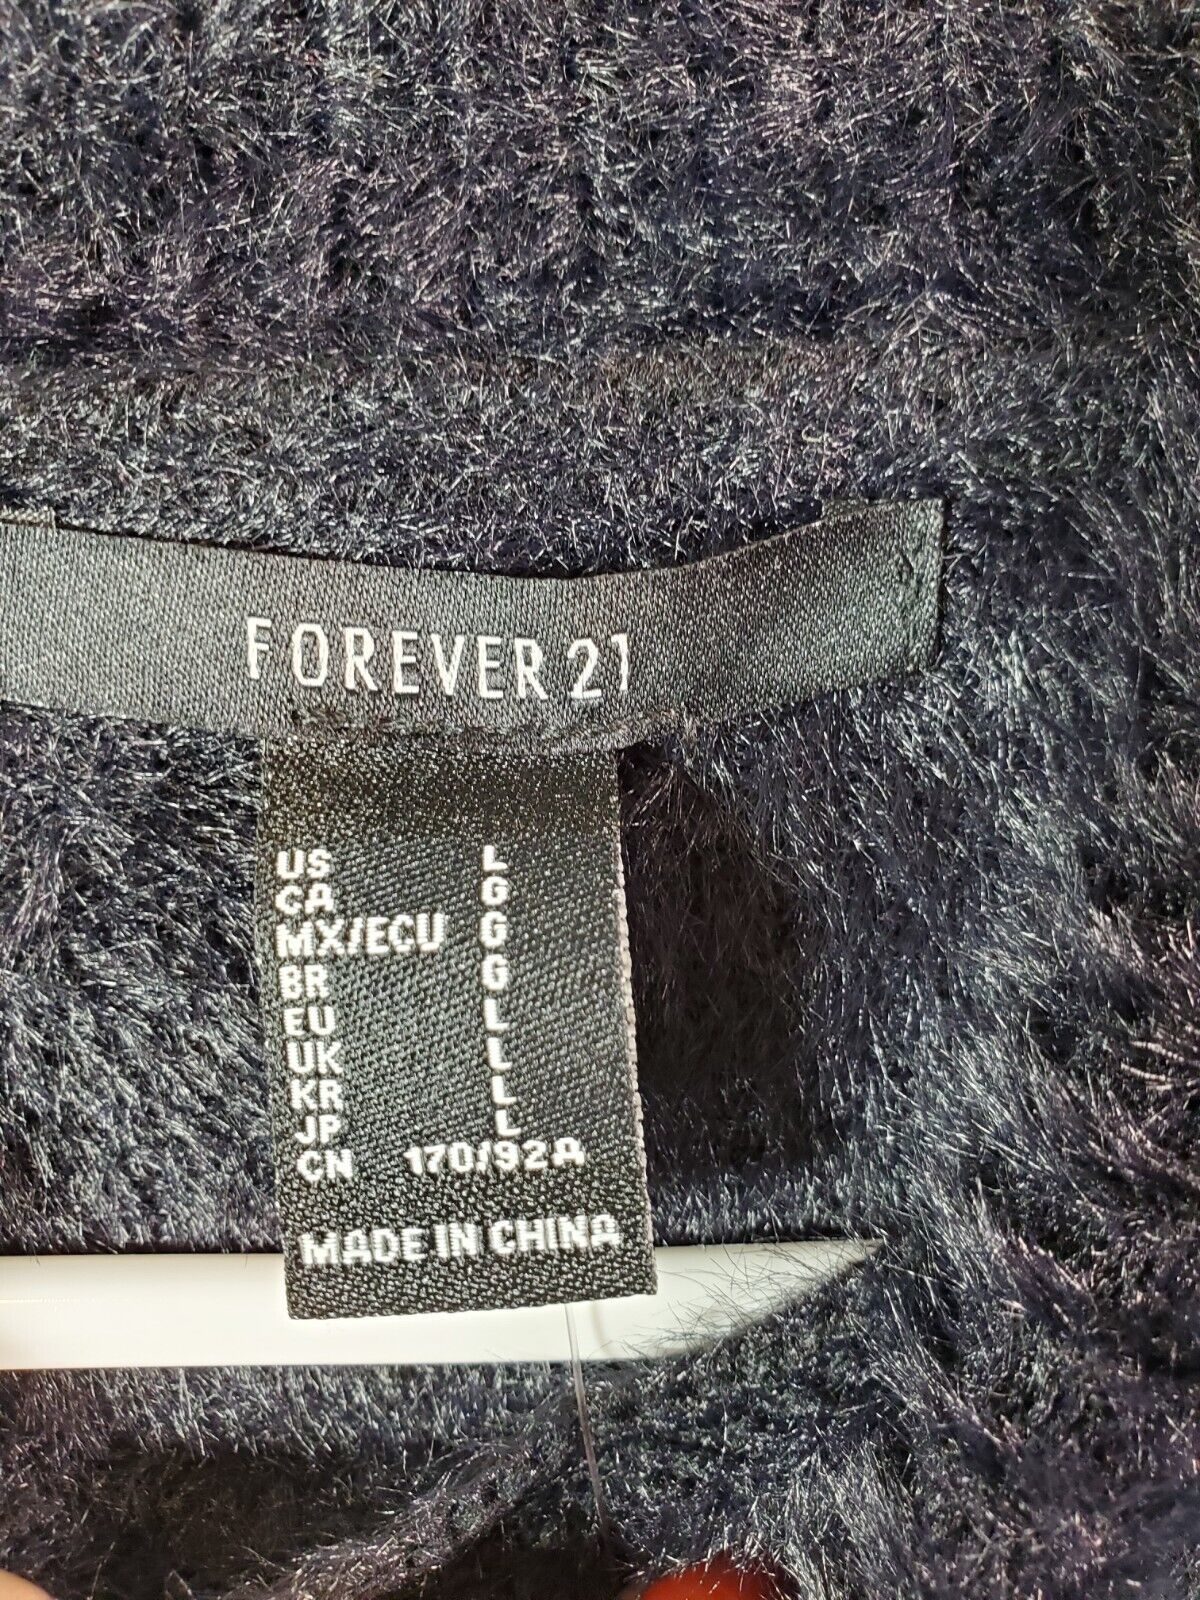 FOREVER 21
US L
CA G
MX/ECU G
BR G
EU L
UK L
KR L
JP L
CN 170/92A
MADE IN CHINA